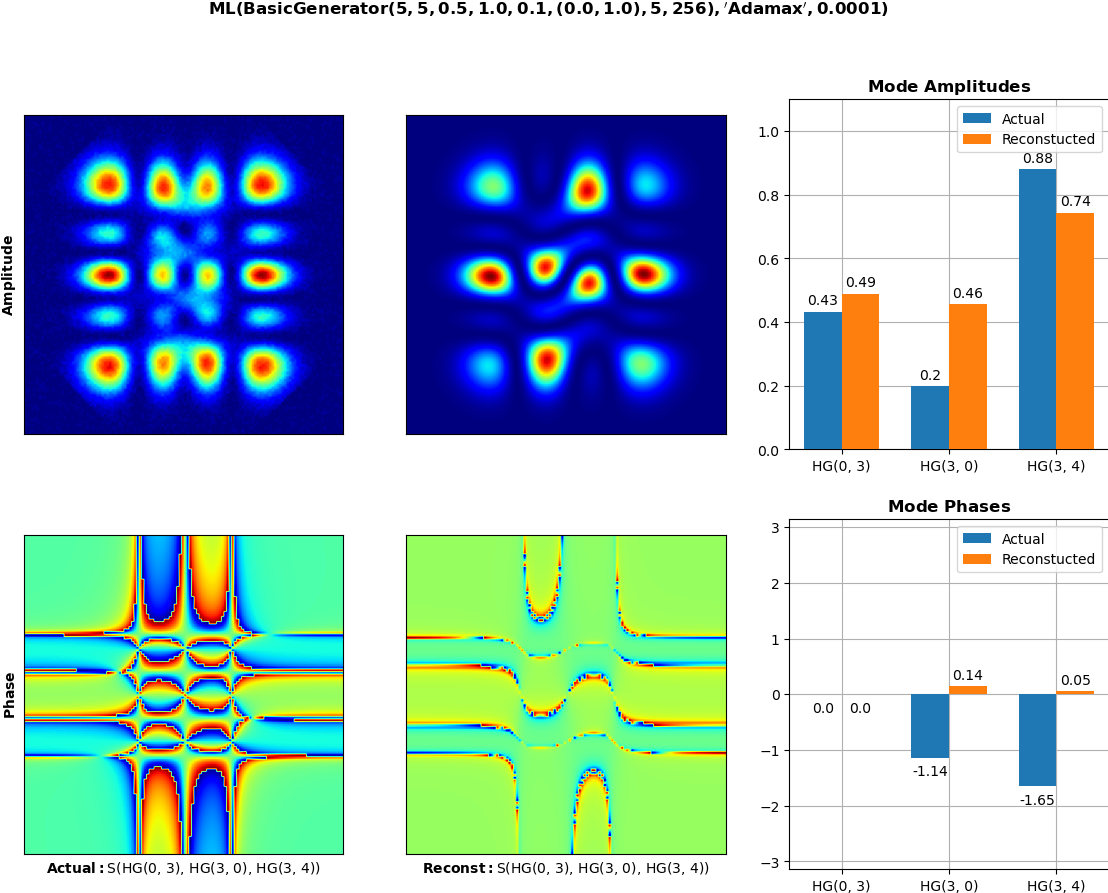 ML(BasicGenerator(5, 5, 0.5, 1.0, 0.1, (0.0, 1.0), 5, 256), ′Adamax′, 0.0001)
Amplitude
Mode Amplitudes
Actual
Reconstucted
1.0
0.8
0.6
0.4
0.2
0.0
0.43
0.49
0.2
0.46
0.88
0.74
HG(0, 3)
HG(3, 0)
HG(3, 4)
Phase
Actual: S(HG(0, 3), HG(3, 0), HG(3, 4))
Reconst: S(HG(0, 3), HG(3, 0), HG(3, 4))
Mode Phases
Actual
Reconstucted
3
2
1
0
−1
−2
−3
0.0
0.0
-1.14
0.14
-1.65
0.05
HG(0, 3)
HG(3, 0)
HG(3, 4)